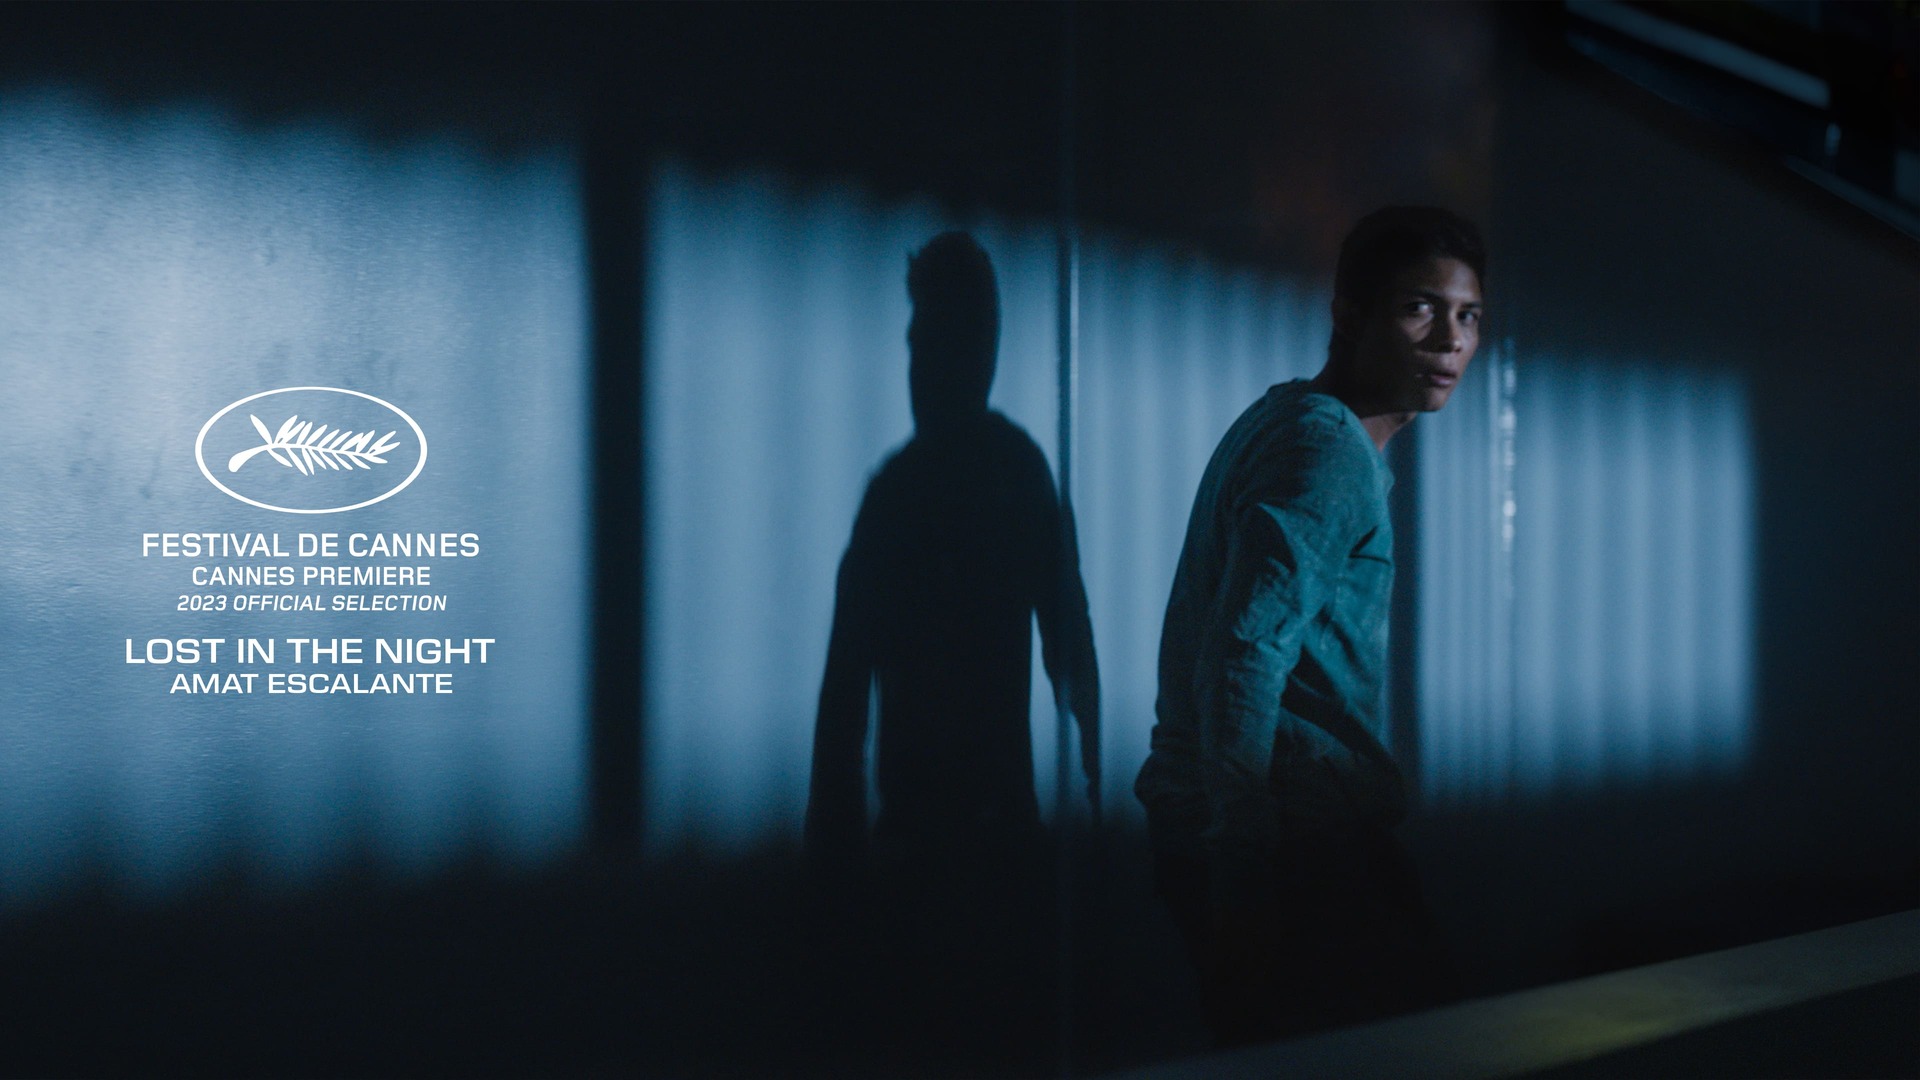 FESTIVAL DE CANNES
CANNES PREMIERE
2023 OFFICIAL SELECTION
LOST IN THE NIGHT
AMAT ESCALANTE